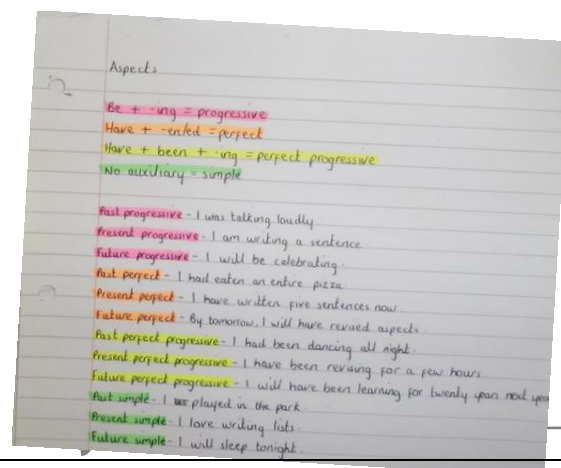 Aspects
Be + -ing = progressive
Have + -en/ed = perfect
Have + been + -ing = perfect progressive
No auxiliary = simple
Past progressive - I was talking loudly
Present progressive - I am writing a sentence.
Future progressive - I will be celebrating.
Past perfect - I had eaten an entire pizza
Present perfect - I have written five sentences now
Future perfect - By tomorrow, I will have revised aspects.
Past perfect progressive - I had been dancing all night.
Present perfect progressive - I have been revising for a few hours
Future perfect progressive - I will have been learning for twenty years next
Past simple - I played in the park
Present simple - I love writing lists.
Future simple - I will sleep tonight.